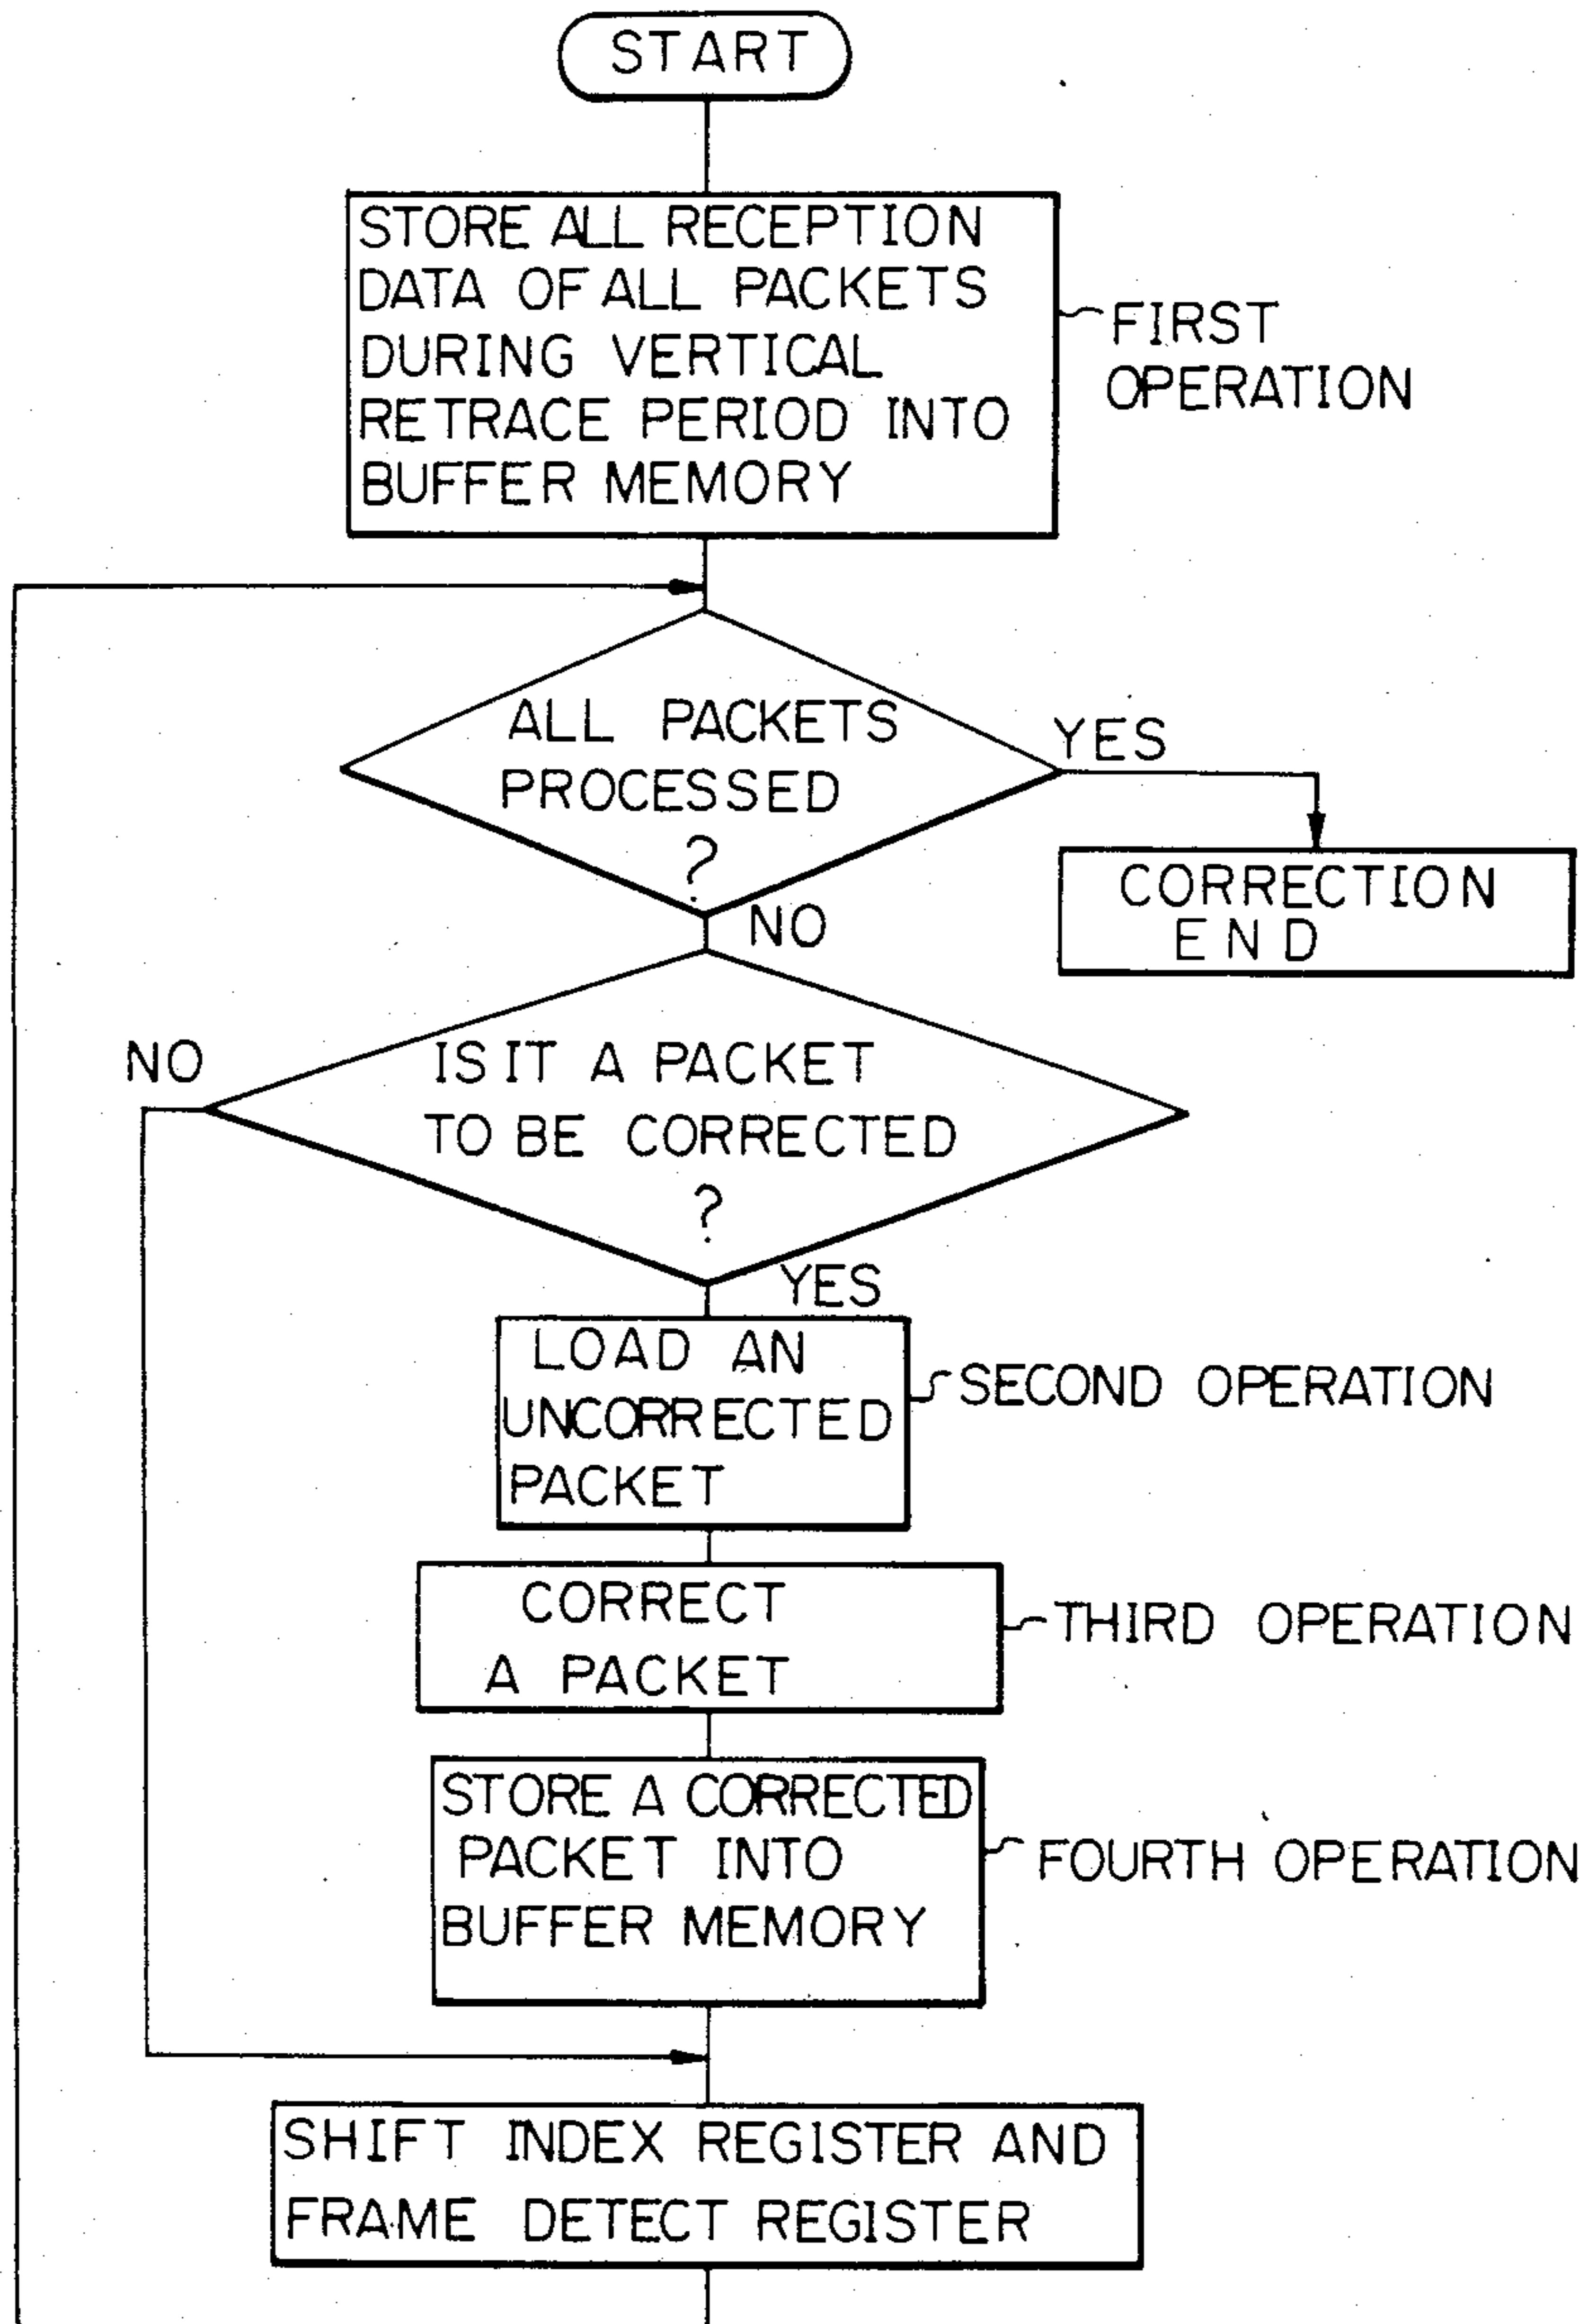 START
STORE ALL RECEPTION
DATA OF ALL PACKETS
DURING VERTICAL
RETRACE PERIOD INTO
BUFFER MEMORY
FIRST
OPERATION
ALL PACKETS
PROCESSED
?
YES
CORRECTION
END
NO
NO
IS IT A PACKET
TO BE CORRECTED
?
YES
LOAD AN
UNCORRECTED
PACKET
SECOND OPERATION
CORRECT
A PACKET
THIRD OPERATION
STORE A CORRECTED
PACKET INTO
BUFFER MEMORY
FOURTH OPERATION
SHIFT INDEX REGISTER AND
FRAME DETECT REGISTER